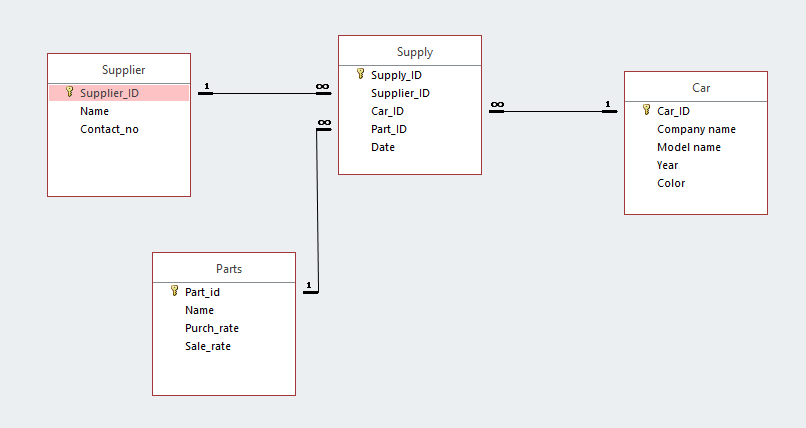 Supplier
Supplier_ID
Name
Contact_no
1
∞
Supply
Supply_ID
Supplier_ID
Car_ID
Part_ID
Date
∞
∞
1
Car
Car_ID
Company name
Model name
Year
Color
Parts
Part_id
Name
Purch_rate
Sale_rate
1